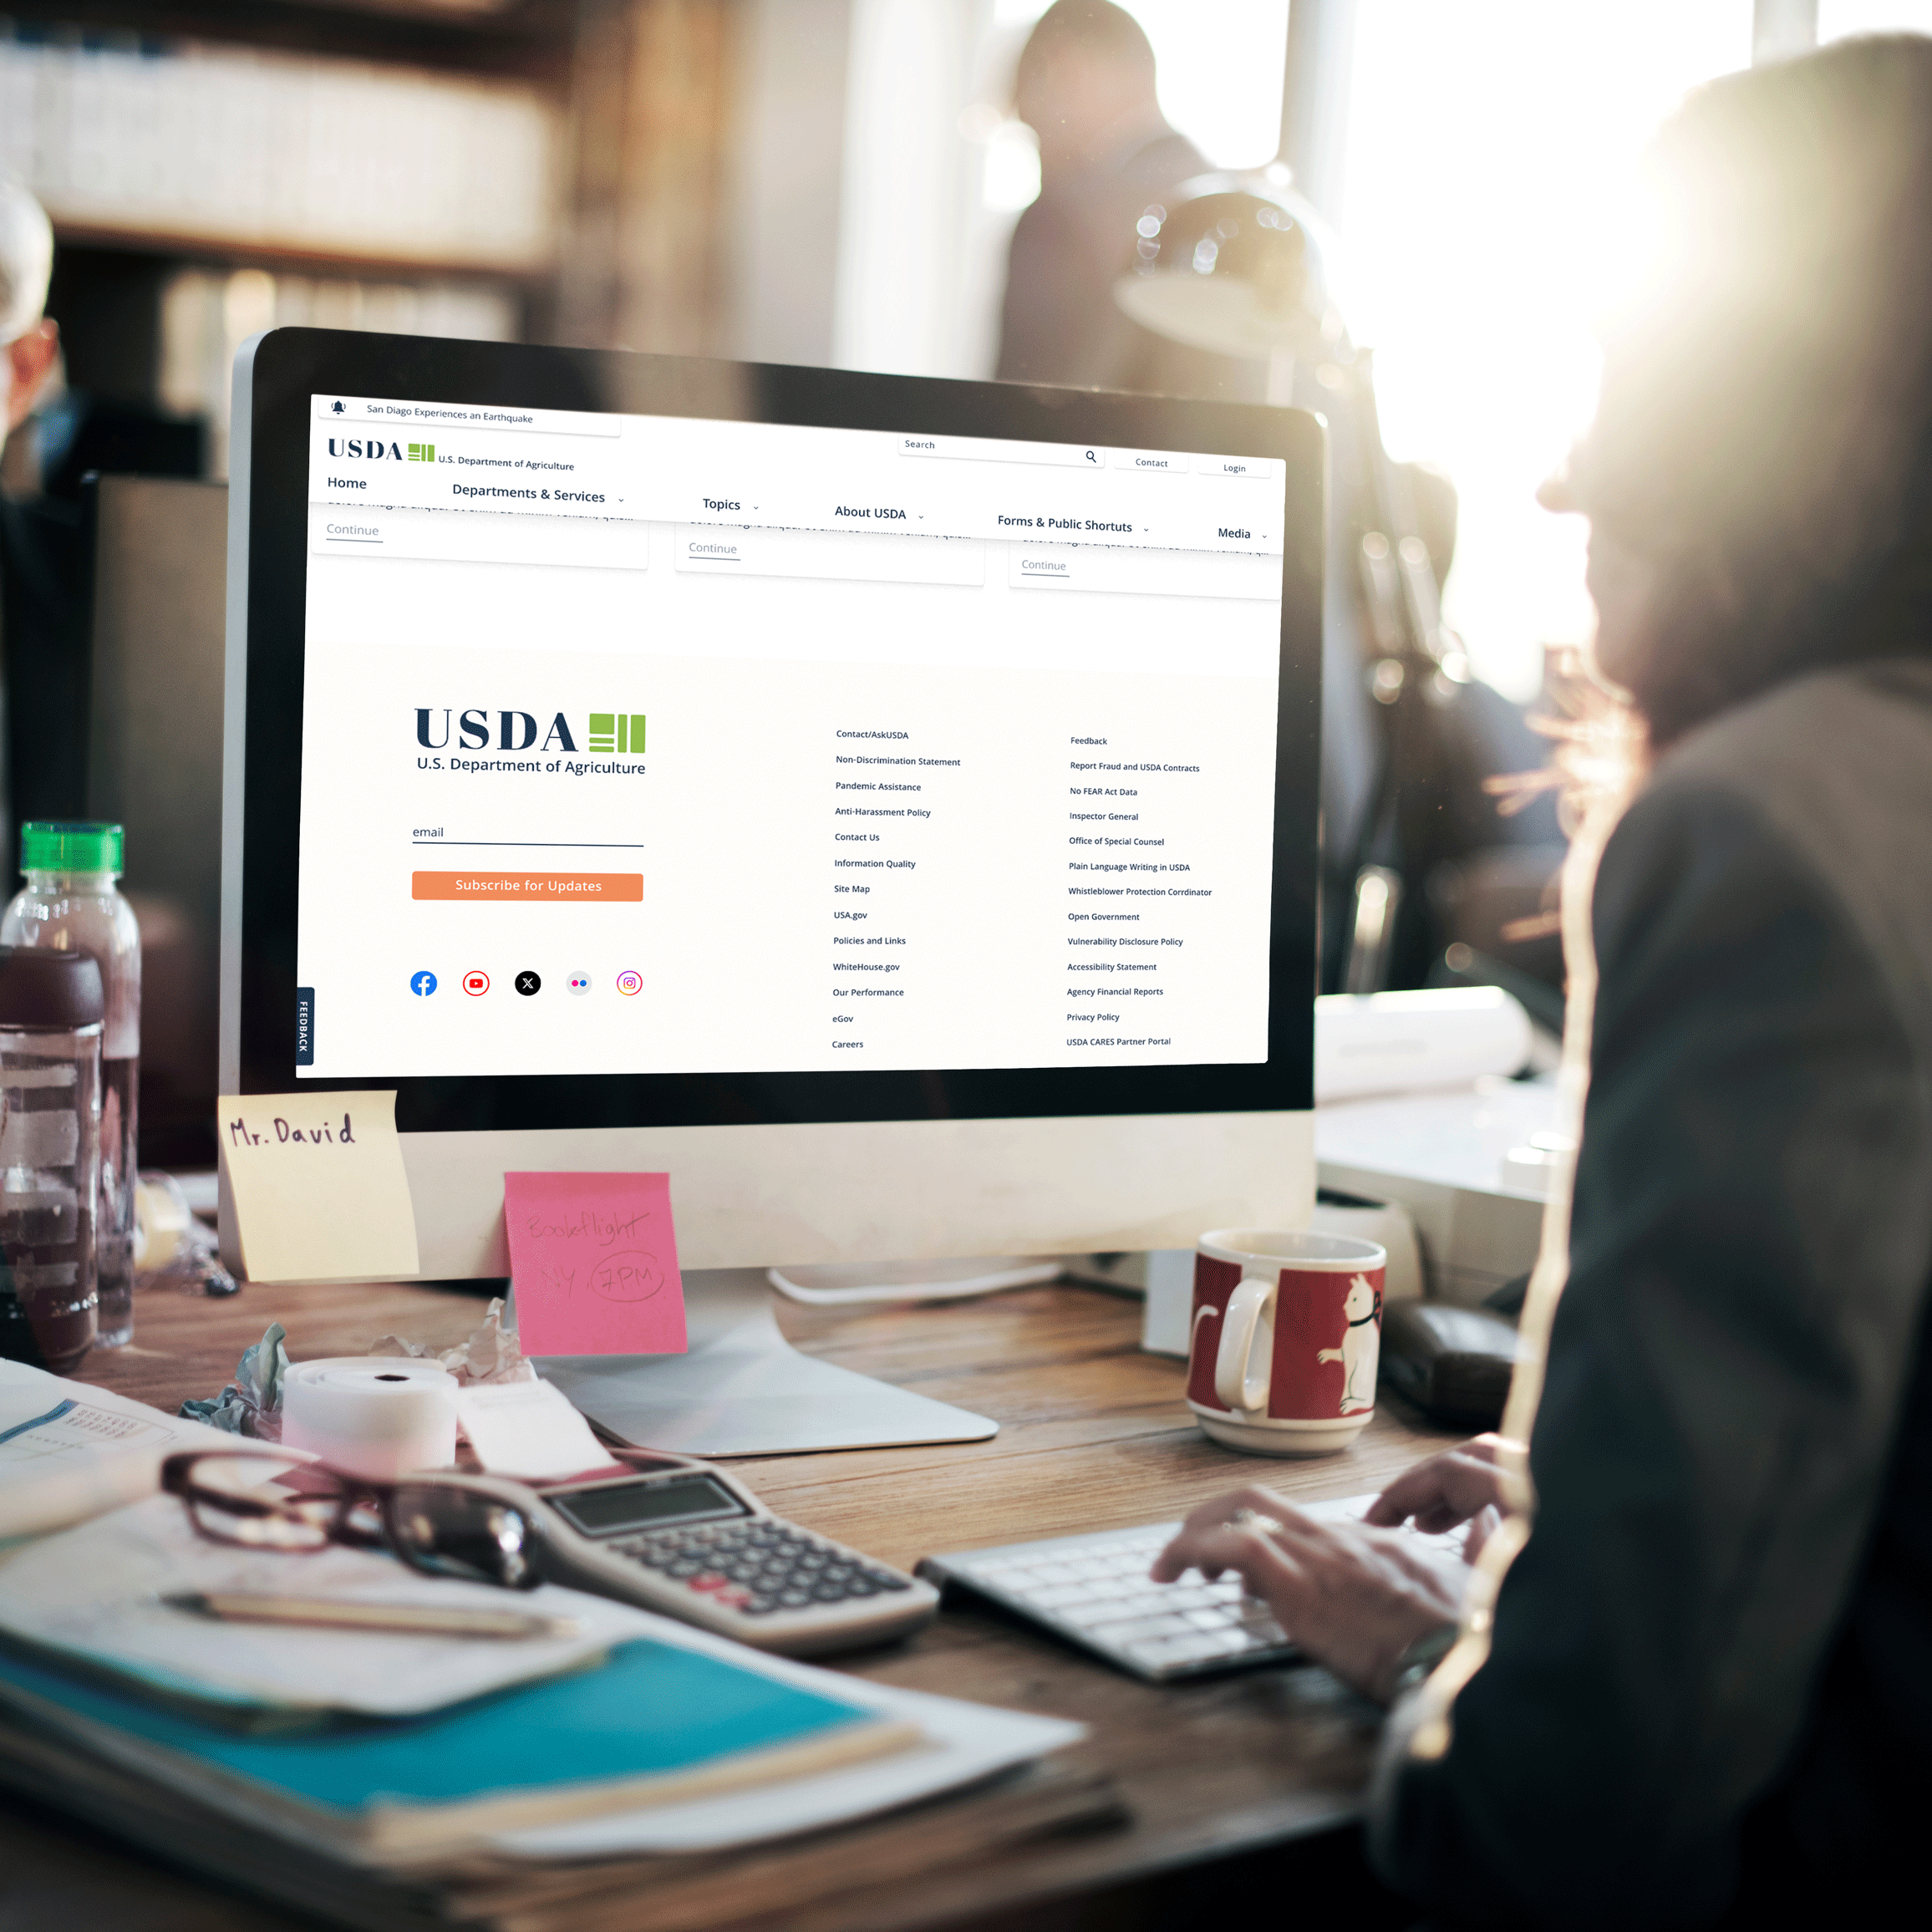 San Diego Experiences an Earthquake
USDA U.S. Department of Agriculture
Search
Contact
Login
Home
Departments & Services
Topics
About USDA
Forms & Public Shortuts
Media
Continue
Continue
Continue
USDA
U.S. Department of Agriculture
email
Subscribe for Updates
FEEDBACK
Contact/AskUSDA
Non-Discrimination Statement
Pandemic Assistance
Anti-Harassment Policy
Contact Us
Information Quality
Site Map
USA.gov
Policies and Links
WhiteHouse.gov
Our Performance
eGov
Careers
Feedback
Report Fraud and USDA Contracts
No FEAR Act Data
Inspector General
Office of Special Counsel
Plain Language Writing in USDA
Whistleblower Protection Corrdinator
Open Government
Vulnerability Disclosure Policy
Accessibility Statement
Agency Financial Reports
Privacy Policy
USDA CARES Partner Portal
Mr. David
flight
NY 7PM